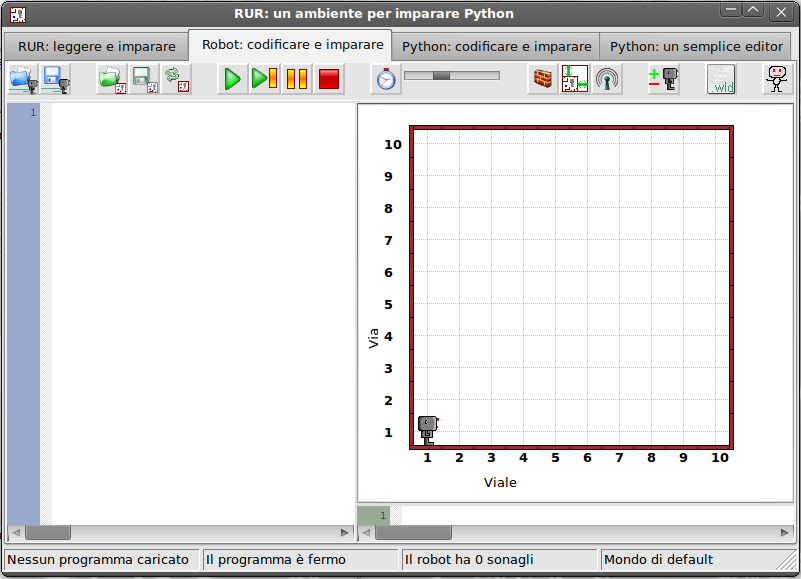 RUR: un ambiente per imparare Python
RUR: leggere e imparare
Robot: codificare e imparare
Python: codificare e imparare
Python: un semplice editor
.wld
1
10
9
8
7
6
5
4
3
2
1
Via
1 2 3 4 5 6 7 8 9 10
Viale
1
Nessun programma caricato
Il programma è fermo
Il robot ha 0 sonagli
Mondo di default